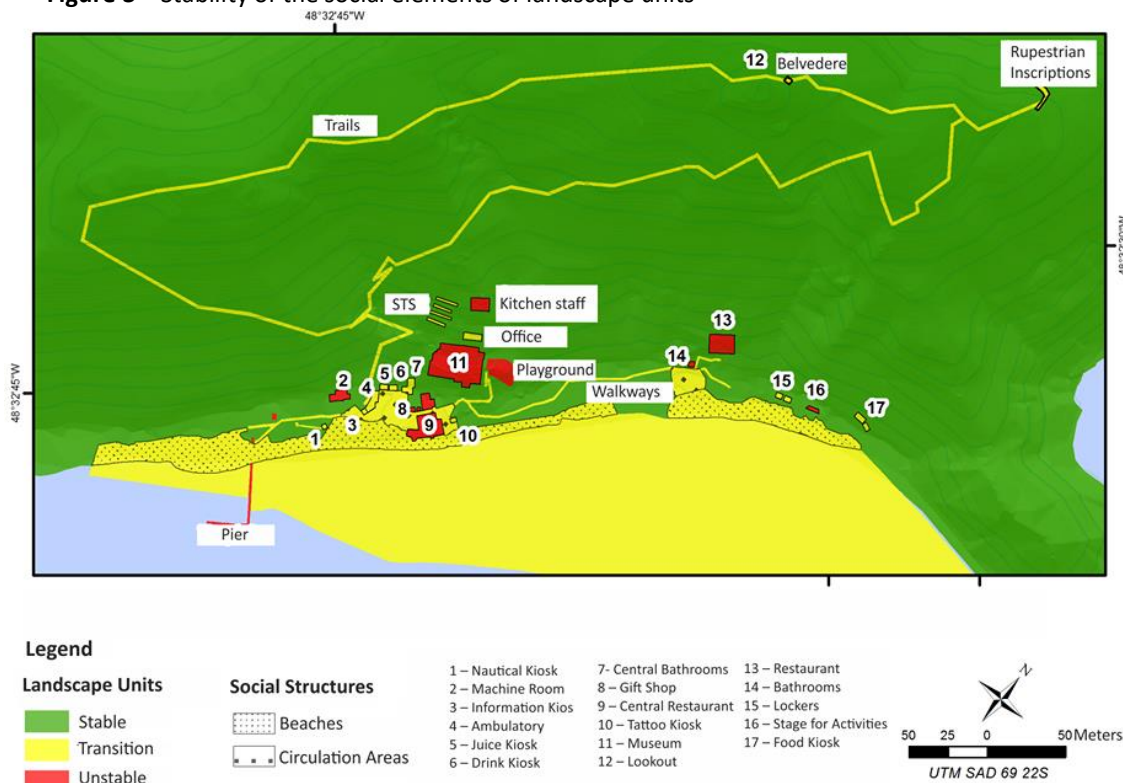 Figure 3 – Stability of the social elements of landscape units
48°32'45"W
12
Belvedere
Rupestrian
Inscriptions
Trails
STS
Kitchen staff
Office
13
11
Playground
14
2
4
5
6
7
Walkways
15
16
17
8
1
3
9
10
48°32'45"W
Pier
Legend
Landscape Units
Stable
Transition
Unstable
Social Structures
Beaches
Circulation Areas
1 – Nautical Kiosk
2 – Machine Room
3 – Information Kios
4 – Ambulatory
5 – Juice Kiosk
6 – Drink Kiosk
7- Central Bathrooms
8 – Gift Shop
9 – Central Restaurant
10 – Tattoo Kiosk
11 – Museum
12 – Lookout
13 – Restaurant
14 – Bathrooms
15 – Lockers
16 – Stage for Activities
17 – Food Kiosk
N
50 25 0 50 Meters
UTM SAD 69 22S